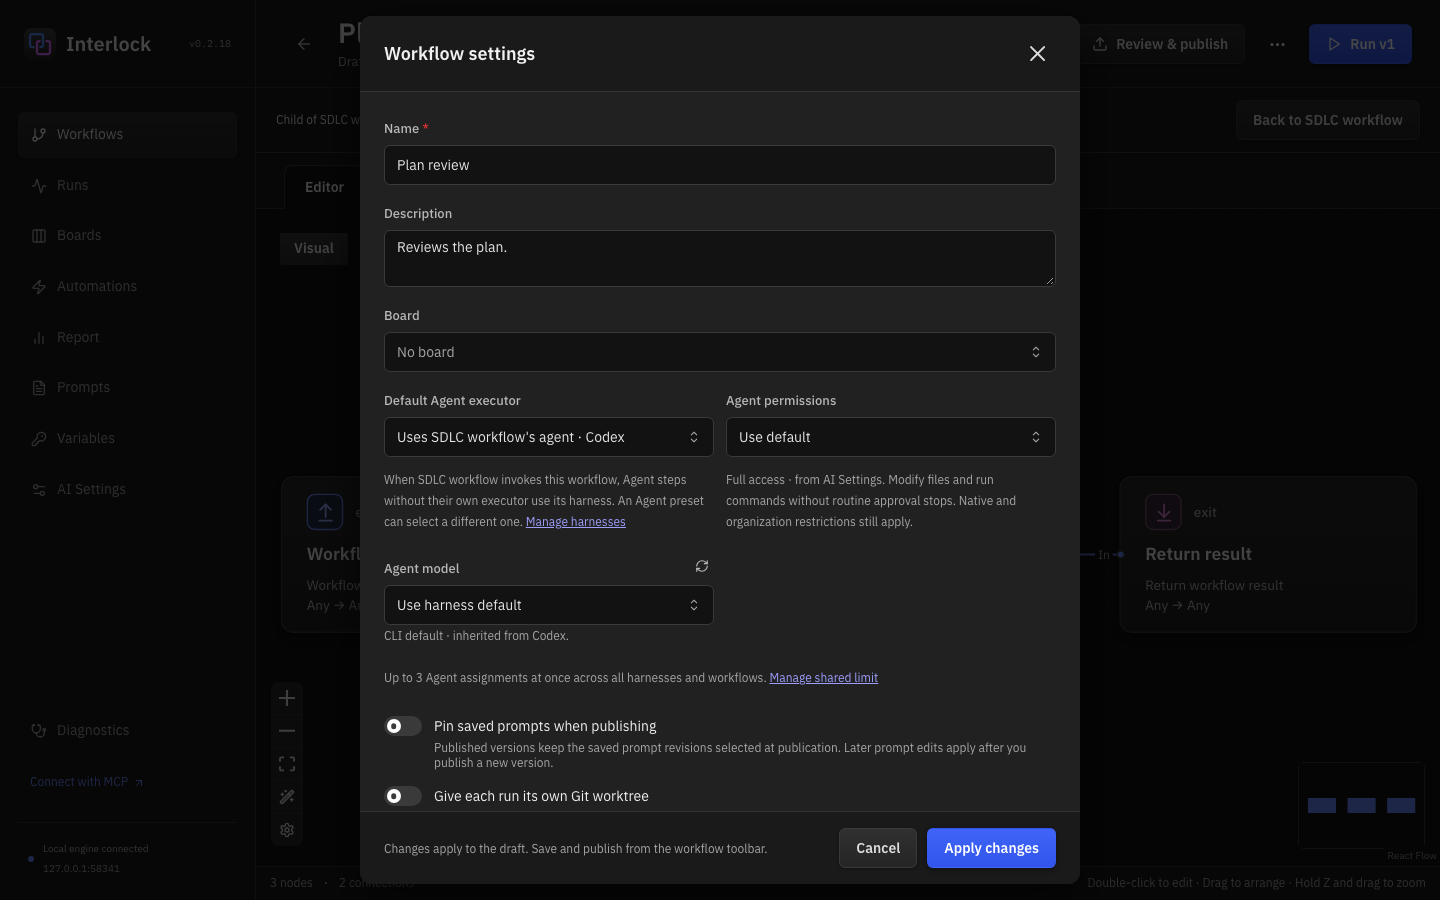 Interlock
v0.2.18
Workflows
Runs
Boards
Automations
Report
Prompts
Variables
AI Settings
Diagnostics
Connect with MCP
Local engine connected
127.0.0.1:58341
Review & publish
Run v1
Child of SDLC w
Back to SDLC workflow
Editor
Visual
Workfl
Workflow
Any → A
In
exit
Return result
Return workflow result
Any → Any
React Flow
3 nodes · 2 connections
Double-click to edit · Drag to arrange · Hold Z and drag to zoom
Workflow settings
Name *
Plan review
Description
Reviews the plan.
Board
No board
Default Agent executor
Uses SDLC workflow's agent · Codex
When SDLC workflow invokes this workflow, Agent steps
without their own executor use its harness. An Agent preset
can select a different one. Manage harnesses
Agent permissions
Use default
Full access · from AI Settings. Modify files and run
commands without routine approval stops. Native and
organization restrictions still apply.
Agent model
Use harness default
CLI default · inherited from Codex.
Up to 3 Agent assignments at once across all harnesses and workflows. Manage shared limit
Pin saved prompts when publishing
Published versions keep the saved prompt revisions selected at publication. Later prompt edits apply after you
publish a new version.
Give each run its own Git worktree
Changes apply to the draft. Save and publish from the workflow toolbar.
Cancel
Apply changes